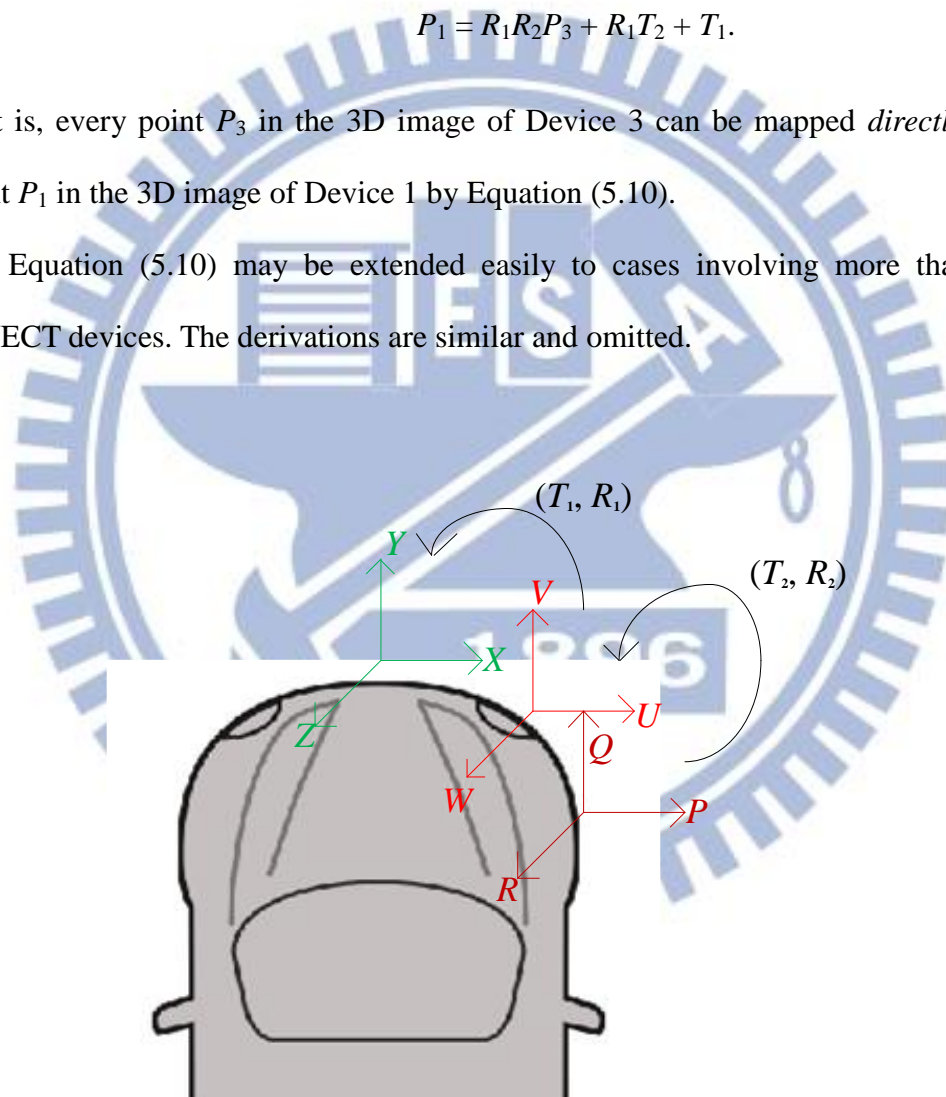 P₁ = R₁R₂P₃ + R₁T₂ + T₁.
t is, every point P₃ in the 3D image of Device 3 can be mapped directl
t P₁ in the 3D image of Device 1 by Equation (5.10).
Equation (5.10) may be extended easily to cases involving more tha
ECT devices. The derivations are similar and omitted.
E S A
(T₁, R₁)
(T₂, R₂)
Y
V
1896
X
U
Z
Q
W
P
R